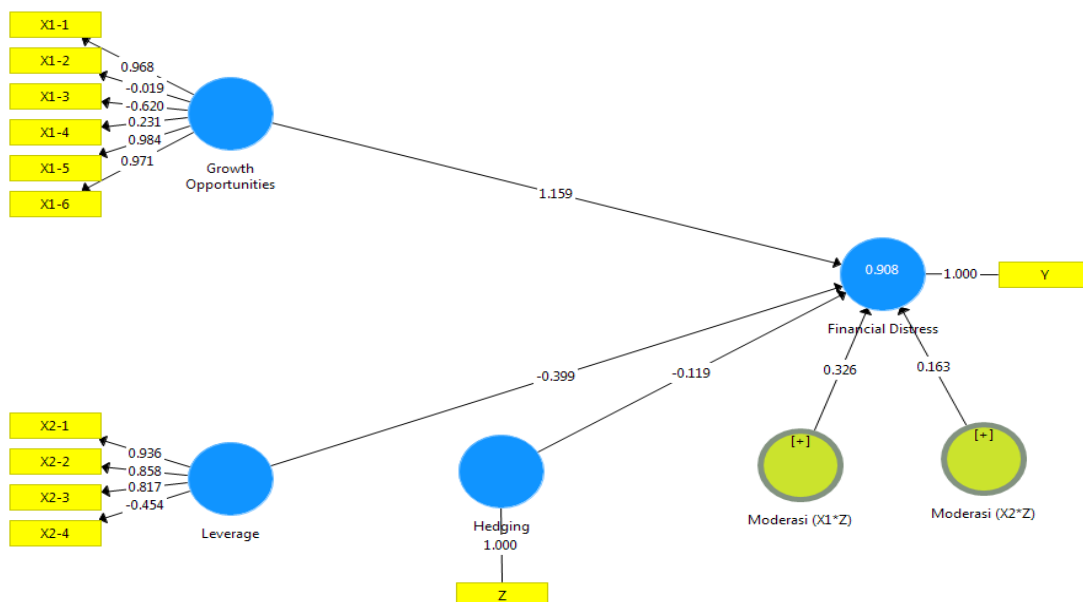 X1-1
X1-2
X1-3
X1-4
X1-5
X1-6
0.968
-0.019
-0.620
0.231
0.984
0.971
Growth
Opportunities
1.159
0.908
1.000
Y
Financial Distress
-0.399
-0.119
0.326
0.163
X2-1
X2-2
X2-3
X2-4
0.936
0.858
0.817
-0.454
Leverage
Hedging
1.000
Z
[+]
Moderasi (X1*Z)
[+]
Moderasi (X2*Z)